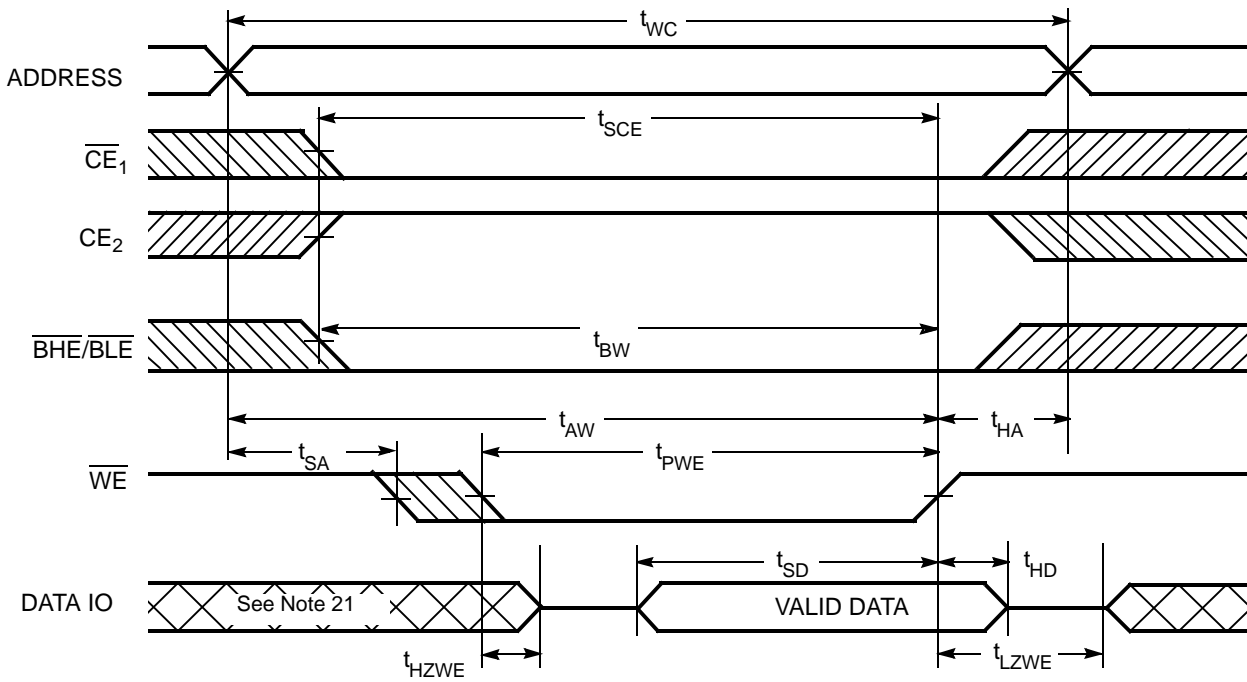 tWC
ADDRESS
tSCE
CE1
CE2
BHE/BLE
tBW
tAW
tHA
tSA
tPWE
WE
tSD
tHD
DATA IO
See Note 21
VALID DATA
tHZWE
tLZWE